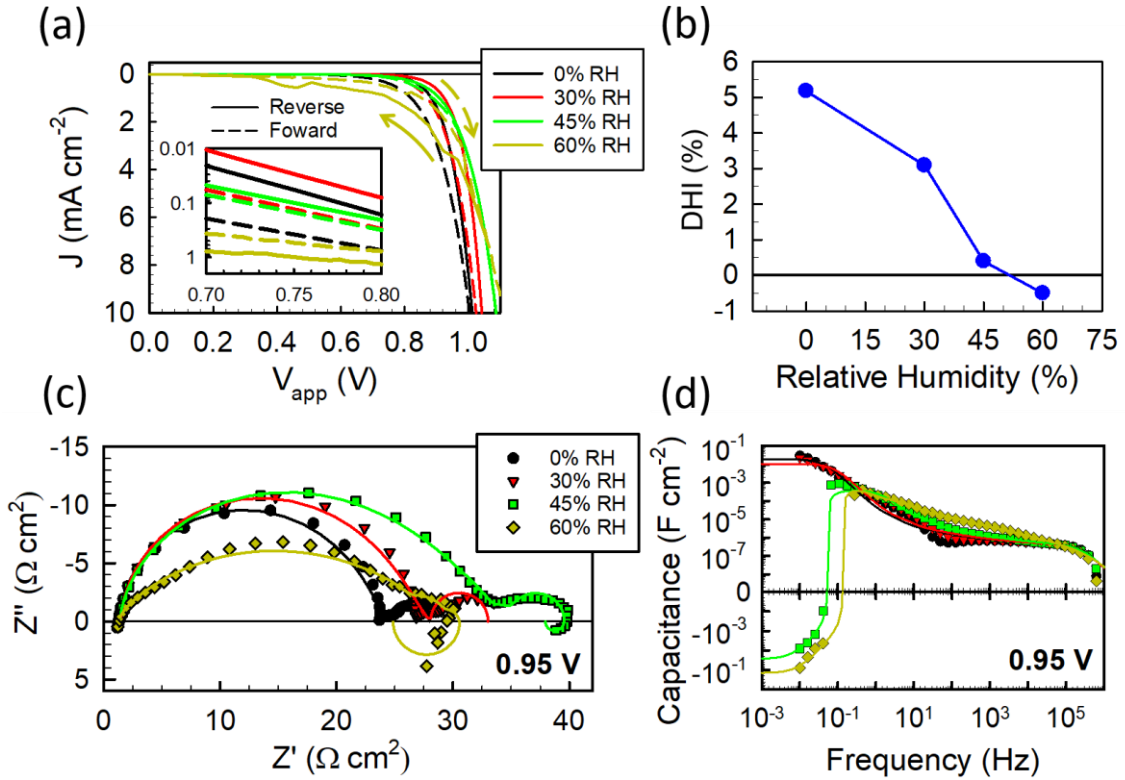 (a)
0
2
4
6
8
10
J (mA cm⁻²)
0.0 0.2 0.4 0.6 0.8 1.0
V_app (V)
Reverse
Foward
0.01
0.1
1
0.70 0.75 0.80
0% RH
30% RH
45% RH
60% RH
(b)
6
5
4
3
2
1
0
-1
DHI (%)
0 15 30 45 60 75
Relative Humidity (%)
(c)
-15
-10
-5
0
5
Z'' (Ω cm²)
0 10 20 30 40
Z' (Ω cm²)
0.95 V
0% RH
30% RH
45% RH
60% RH
(d)
10⁻¹
10⁻³
10⁻⁵
10⁻⁷
0
-10⁻³
-10⁻¹
Capacitance (F cm⁻²)
10⁻³ 10⁻¹ 10¹ 10³ 10⁵
Frequency (Hz)
0.95 V